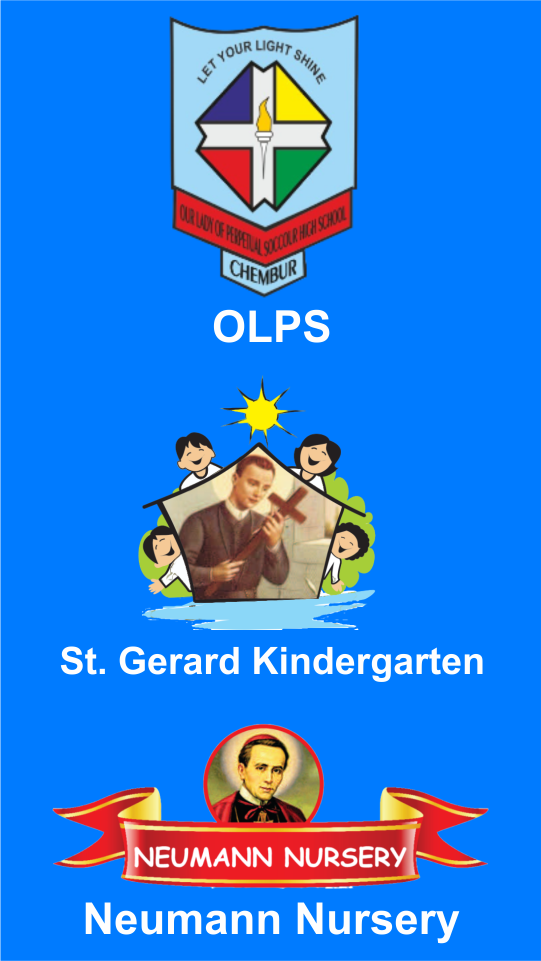 LET YOUR LIGHT SHINE
OUR LADY OF PERPETUAL SOCCOUR HIGH SCHOOL
CHEMBUR
OLPS
St. Gerard Kindergarten
NEUMANN NURSERY
Neumann Nursery